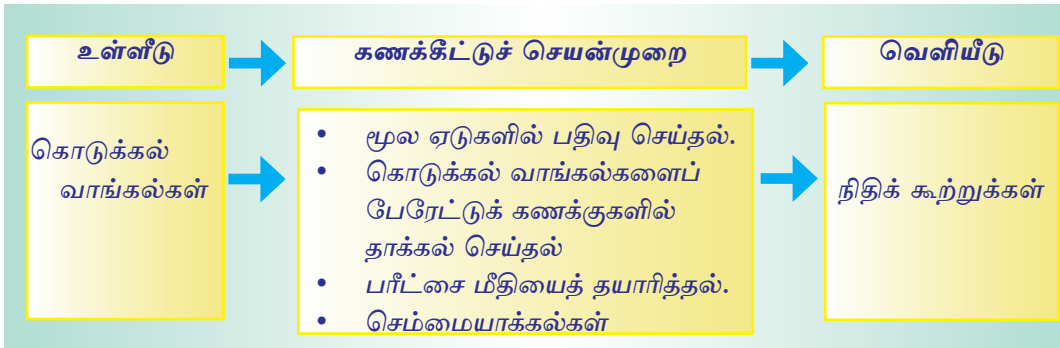 உள்ளீடு
கணக்கீட்டுச் செயன்முறை
வெளியீடு
கொடுக்கல்
வாங்கல்கள்
• மூல ஏடுகளில் பதிவு செய்தல்.
• கொடுக்கல் வாங்கல்களைப்
பேரேட்டுக் கணக்குகளில்
தாக்கல் செய்தல்
• பரீட்சை மீதியைத் தயாரித்தல்.
• செம்மையாக்கல்கள்
நிதிக் கூற்றுக்கள்